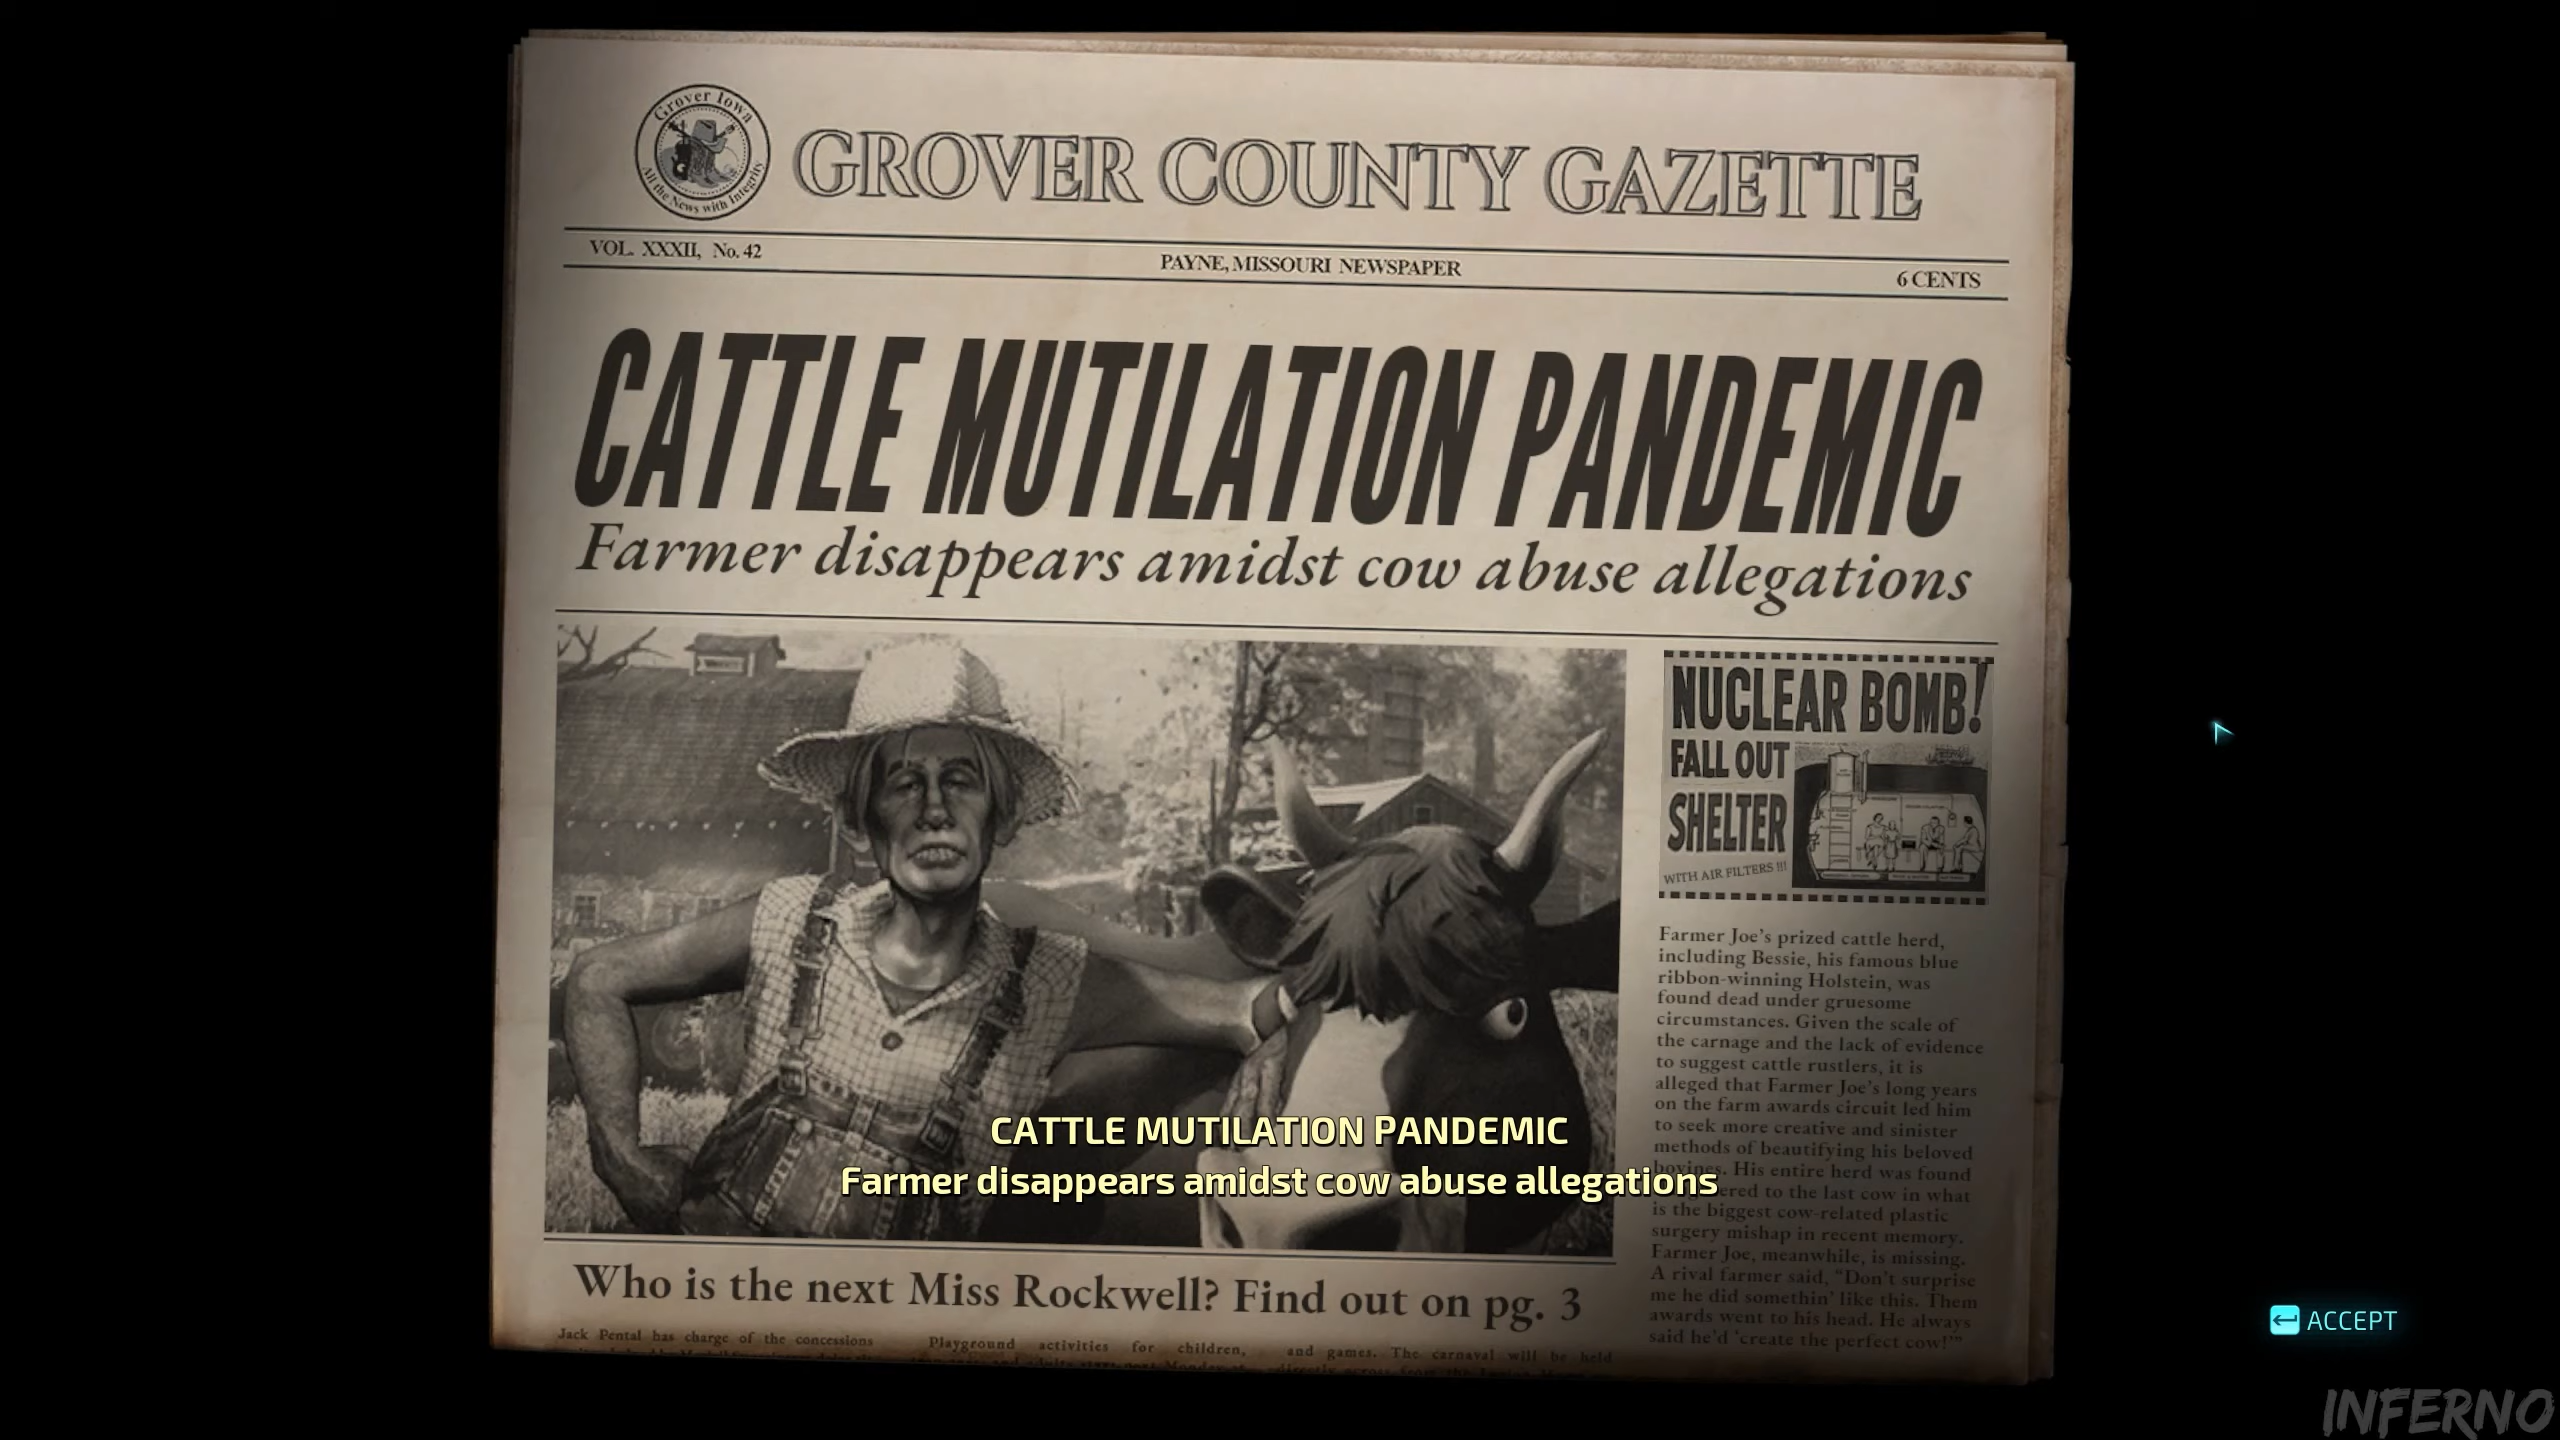 Grover Iowa
All the News with Integrity
GROVER COUNTY GAZETTE
VOL. XXXII, No. 42
PAYNE, MISSOURI NEWSPAPER
6 CENTS
CATTLE MUTILATION PANDEMIC
Farmer disappears amidst cow abuse allegations
NUCLEAR BOMB!
FALL OUT
SHELTER
WITH AIR FILTERS !!!
Farmer Joe's prized cattle herd,
including Bessie, his famous blue
ribbon-winning Holstein, was
found dead under gruesome
circumstances. Given the scale of
the carnage and the lack of evidence
to suggest cattle rustlers, it is
alleged that Farmer Joe's long years
on the farm awards circuit led him
to seek more creative and sinister
methods of beautifying his beloved
bovines. His entire herd was found
to the last cow in what
is the biggest cow-related plastic
surgery mishap in recent memory.
Farmer Joe, meanwhile, is missing.
A rival farmer said, “Don't surprise
me he did somethin' like this. Them
awards went to his head. He always
said he'd 'create the perfect cow!'”
CATTLE MUTILATION PANDEMIC
Farmer disappears amidst cow abuse allegations
Who is the next Miss Rockwell? Find out on pg. 3
Jack Pental has charge of the concessions
Playground activities for children,
and games. The carnaval will be held
ACCEPT
INFERNO